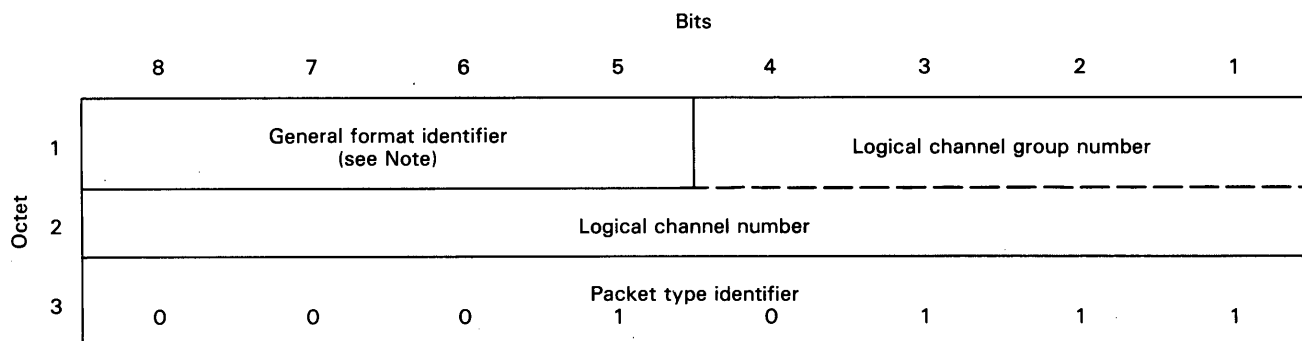 Bits
8 7 6 5 4 3 2 1
1 General format identifier Logical channel group number
(see Note)
Octet
2 Logical channel number
3 Packet type identifier
0 0 0 1 0 1 1 1